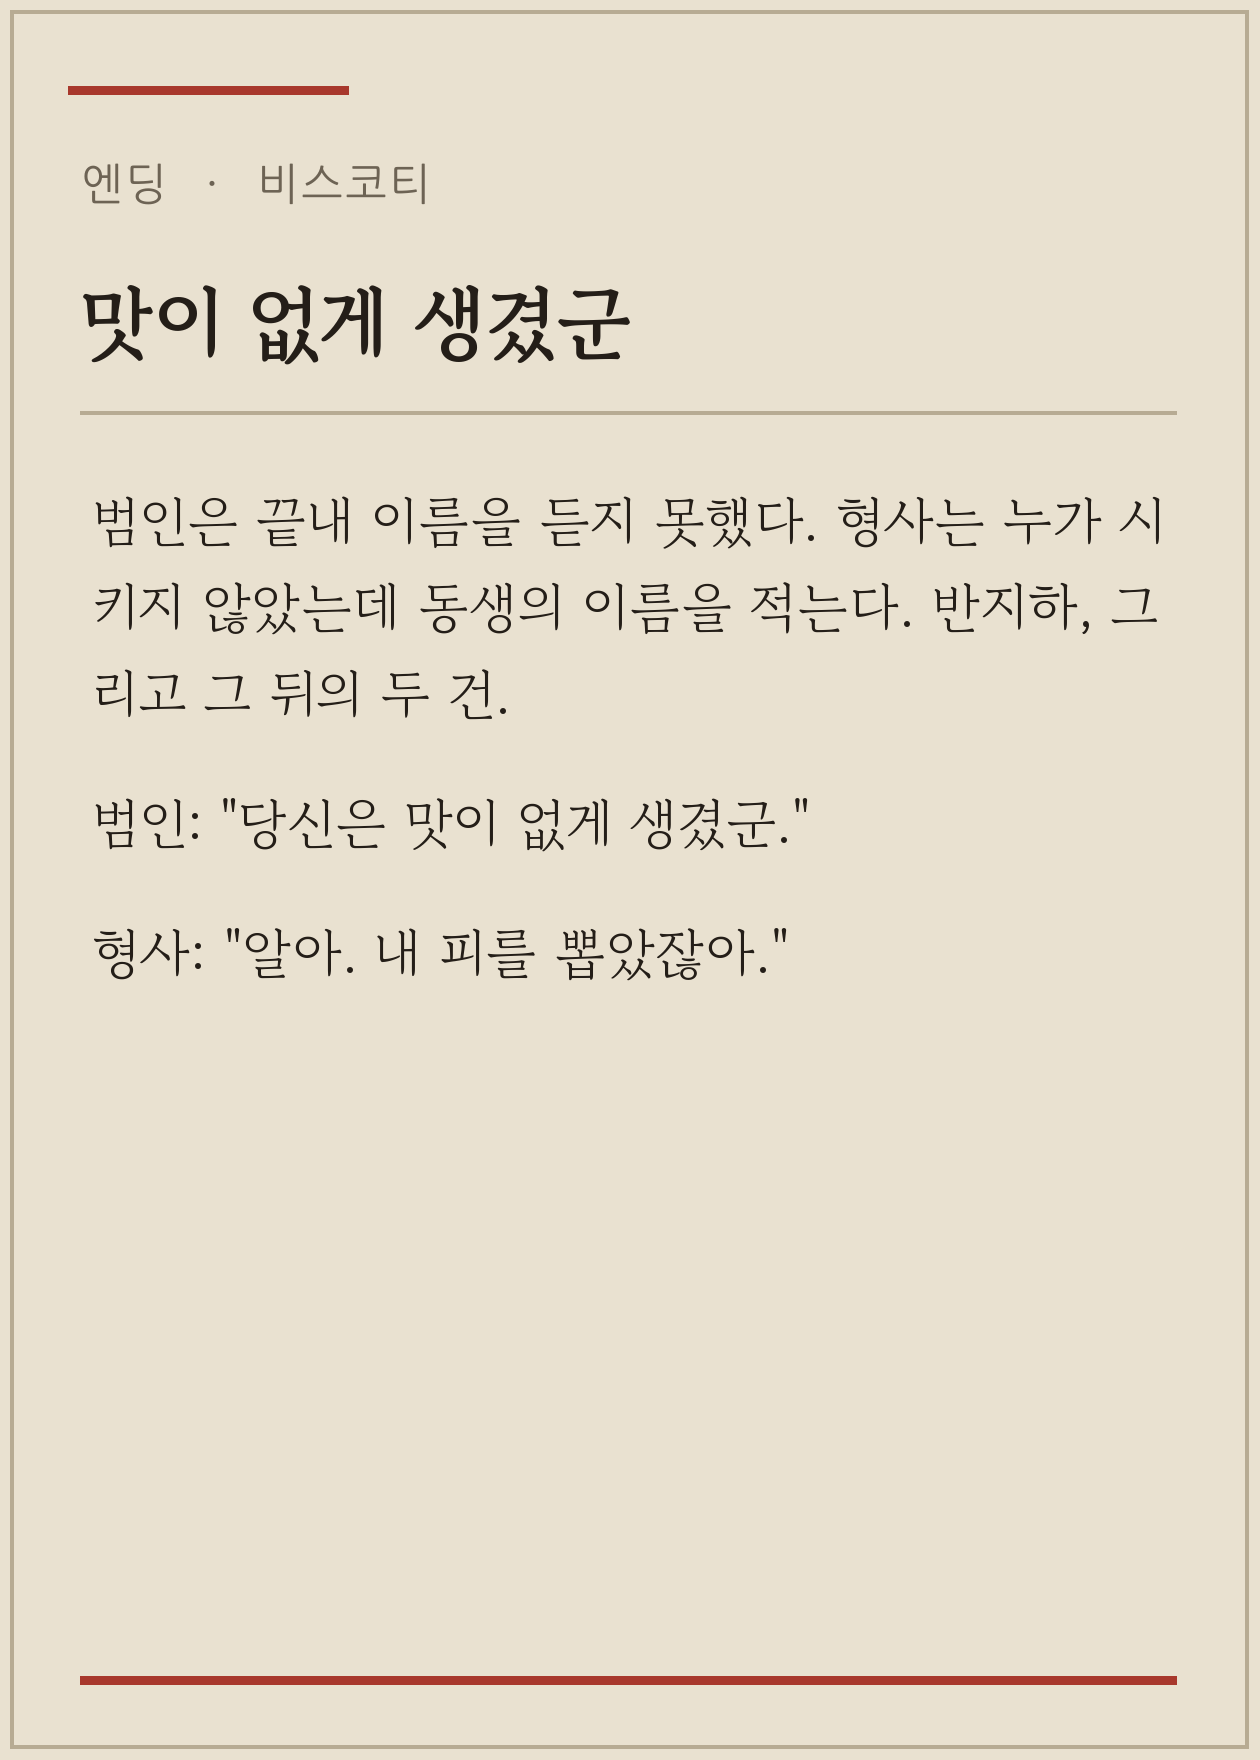 엔딩 · 비스코티
맛이 없게 생겼군
범인은 끝내 이름을 듣지 못했다. 형사는 누가 시
키지 않았는데 동생의 이름을 적는다. 반지하, 그
리고 그 뒤의 두 건.
범인: "당신은 맛이 없게 생겼군."
형사: "알아. 내 피를 뽑았잖아."